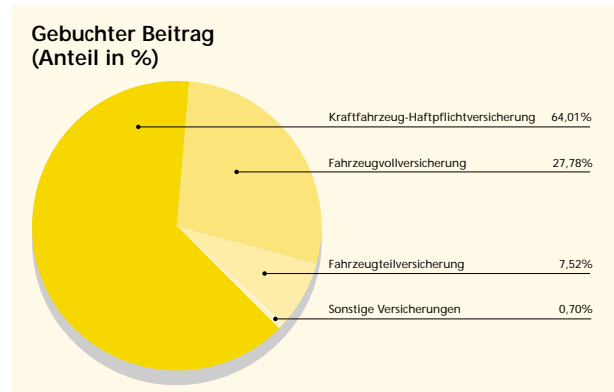 Gebuchter Beitrag
(Anteil in %)
Kraftfahrzeug-Haftpflichtversicherung 64,01%
Fahrzeugvollversicherung 27,78%
Fahrzeugteilversicherung 7,52%
Sonstige Versicherungen 0,70%